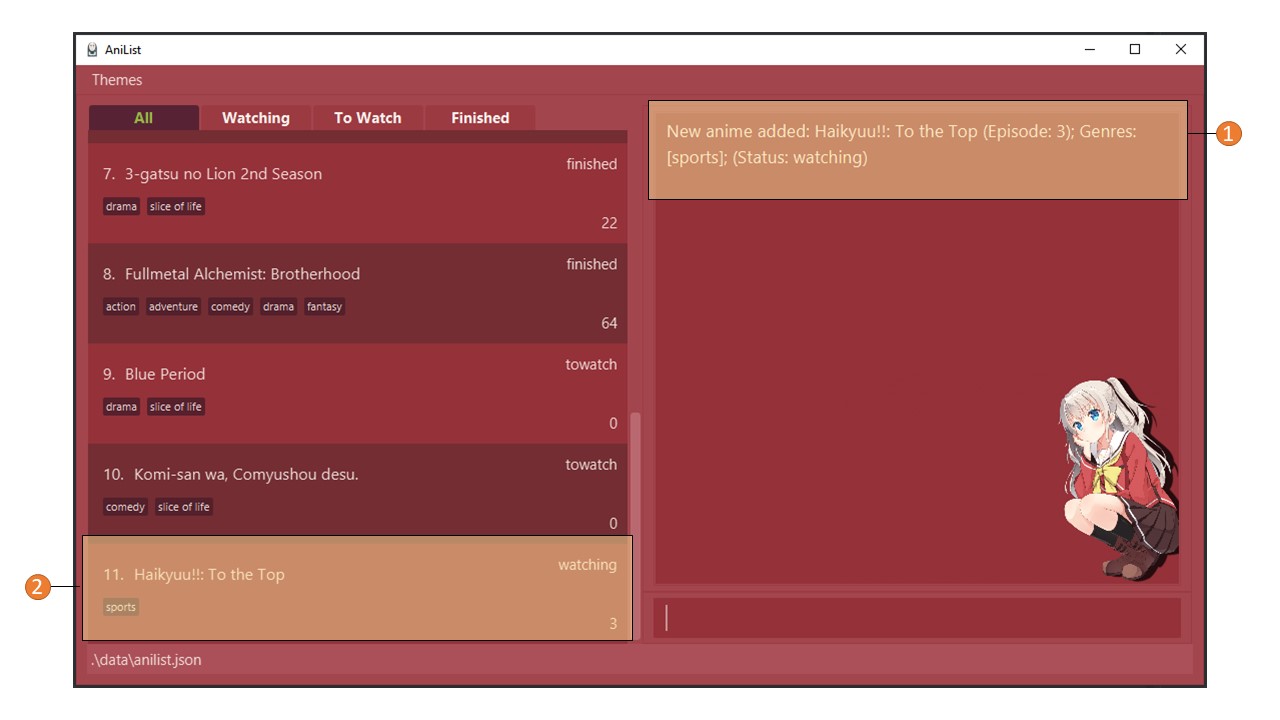 AniList
Themes
All Watching To Watch Finished
7. 3-gatsu no Lion 2nd Season
finished
drama slice of life
22
8. Fullmetal Alchemist: Brotherhood
finished
action adventure comedy drama fantasy
64
9. Blue Period
towatch
drama slice of life
0
10. Komi-san wa, Comyushou desu.
towatch
comedy slice of life
0
11. Haikyuu!!: To the Top
watching
sports
3
2
New anime added: Haikyuu!!: To the Top (Episode: 3); Genres:
[sports]; (Status: watching)
1
.\data\anilist.json